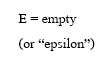 E = empty
(or “epsilon”)